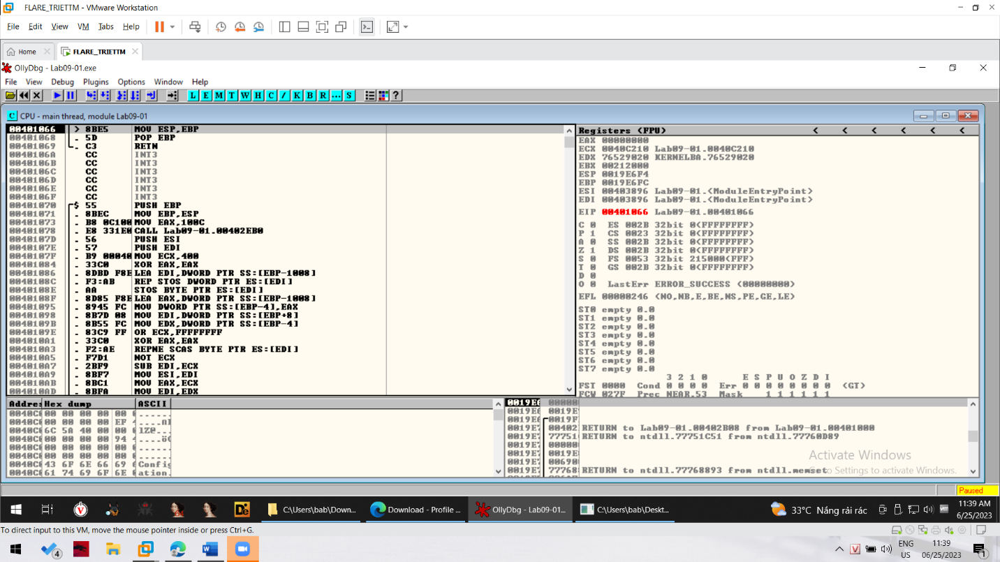 FLARE_TRIETTM - VMware Workstation
File Edit View VM Tabs Help
Home FLARE_TRIETTM
OllyDbg - Lab09-01.exe
File View Debug Plugins Options Window Help
L E M T W H C / K B R ... S ?
C CPU - main thread, module Lab09-01
00401066 > 8BE5 MOV ESP,EBP
00401068 . 5D POP EBP
00401069 . C3 RETN
0040106A CC INT3
0040106B CC INT3
0040106C CC INT3
0040106D CC INT3
0040106E CC INT3
0040106F CC INT3
00401070 $ 55 PUSH EBP
00401071 . 8BEC MOV EBP,ESP
00401073 . B8 0C100 MOV EAX,100C
00401078 . E8 331E0 CALL Lab09-01.00402EB0
0040107D . 56 PUSH ESI
0040107E . 57 PUSH EDI
0040107F . B9 00040 MOV ECX,400
00401084 . 33C0 XOR EAX,EAX
00401086 . 8DBD F8E LEA EDI,DWORD PTR SS:[EBP-1008]
0040108C . F3:AB REP STOS DWORD PTR ES:[EDI]
0040108E . AA STOS BYTE PTR ES:[EDI]
0040108F . 8D85 F8E LEA EAX,DWORD PTR SS:[EBP-1008]
00401095 . 8945 FC MOV DWORD PTR SS:[EBP-4],EAX
00401098 . 8B7D 08 MOV EDI,DWORD PTR SS:[EBP+8]
0040109B . 8B55 FC MOV EDX,DWORD PTR SS:[EBP-4]
0040109E . 83C9 FF OR ECX,FFFFFFFF
004010A1 . 33C0 XOR EAX,EAX
004010A3 . F2:AE REPNE SCAS BYTE PTR ES:[EDI]
004010A5 . F7D1 NOT ECX
004010A7 . 2BF9 SUB EDI,ECX
004010A9 . 8BF7 MOV ESI,EDI
004010AB . 8BC1 MOV EAX,ECX
004010AD . 8BFA MOV EDI,EDX
Registers (FPU) < < < < < <
EAX 00000000
ECX 0040C210 Lab09-01.0040C210
EDX 76529020 KERNELBA.76529020
EBX 00212000
ESP 0019E6F4
EBP 0019E6FC
ESI 00403896 Lab09-01.<ModuleEntryPoint>
EDI 00403896 Lab09-01.<ModuleEntryPoint>
EIP 00401066 Lab09-01.00401066
C 0 ES 002B 32bit 0(FFFFFFFF)
P 1 CS 0023 32bit 0(FFFFFFFF)
A 0 SS 002B 32bit 0(FFFFFFFF)
Z 1 DS 002B 32bit 0(FFFFFFFF)
S 0 FS 0053 32bit 215000(FFF)
T 0 GS 002B 32bit 0(FFFFFFFF)
D 0
O 0 LastErr ERROR_SUCCESS (00000000)
EFL 00000246 (NO,NB,E,BE,NS,PE,GE,LE)
ST0 empty 0.0
ST1 empty 0.0
ST2 empty 0.0
ST3 empty 0.0
ST4 empty 0.0
ST5 empty 0.0
ST6 empty 0.0
ST7 empty 0.0
3 2 1 0 E S P U O Z D I
FST 0000 Cond 0 0 0 0 Err 0 0 0 0 0 0 0 0 (GT)
FCW 027F Prec NEAR,53 Mask 1 1 1 1 1 1
Addres Hex dump ASCII
0040C0 00 00 00 00 00 0 ......
0040C0 00 00 00 00 EF 4
0040C0 6C 5A 40 00 00 0 lZ@...
0040C0 00 00 00 00 94 4 ....öC
0040C0 00 00 00 00 00 0 ......
0040C0 00 00 00 00 00 0 ......
0040C0 43 6F 6E 66 69 6 Config
0040C0 61 74 69 6F 6E 0 ation.
0019E6 000000
0019E6 0019E
0019E6 0019F
0019E7 00402 RETURN to Lab09-01.00402B08 from Lab09-01.00401000
0019E7 77751 RETURN to ntdll.77751C51 from ntdll.77760D89
0019E7 00000
0019E7 0019E
0019E7 00690
0019E7 77768 RETURN to ntdll.77768893 from ntdll.memset
Activate Windows
Go to Settings to activate Windows.
Paused
C:\Users\bab\Down... Download - Profile ... OllyDbg - Lab09-01... C:\Users\bab\Deskt...
33°C Nắng rải rác
11:39 AM
6/25/2023
To direct input to this VM, move the mouse pointer inside or press Ctrl+G.
4
ENG
US
11:39
06/25/2023
1